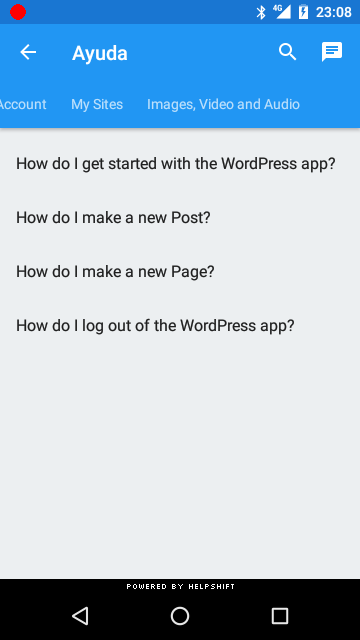 4G 23:08
Ayuda
Account My Sites Images, Video and Audio
How do I get started with the WordPress app?
How do I make a new Post?
How do I make a new Page?
How do I log out of the WordPress app?
POWERED BY HELPSHIFT